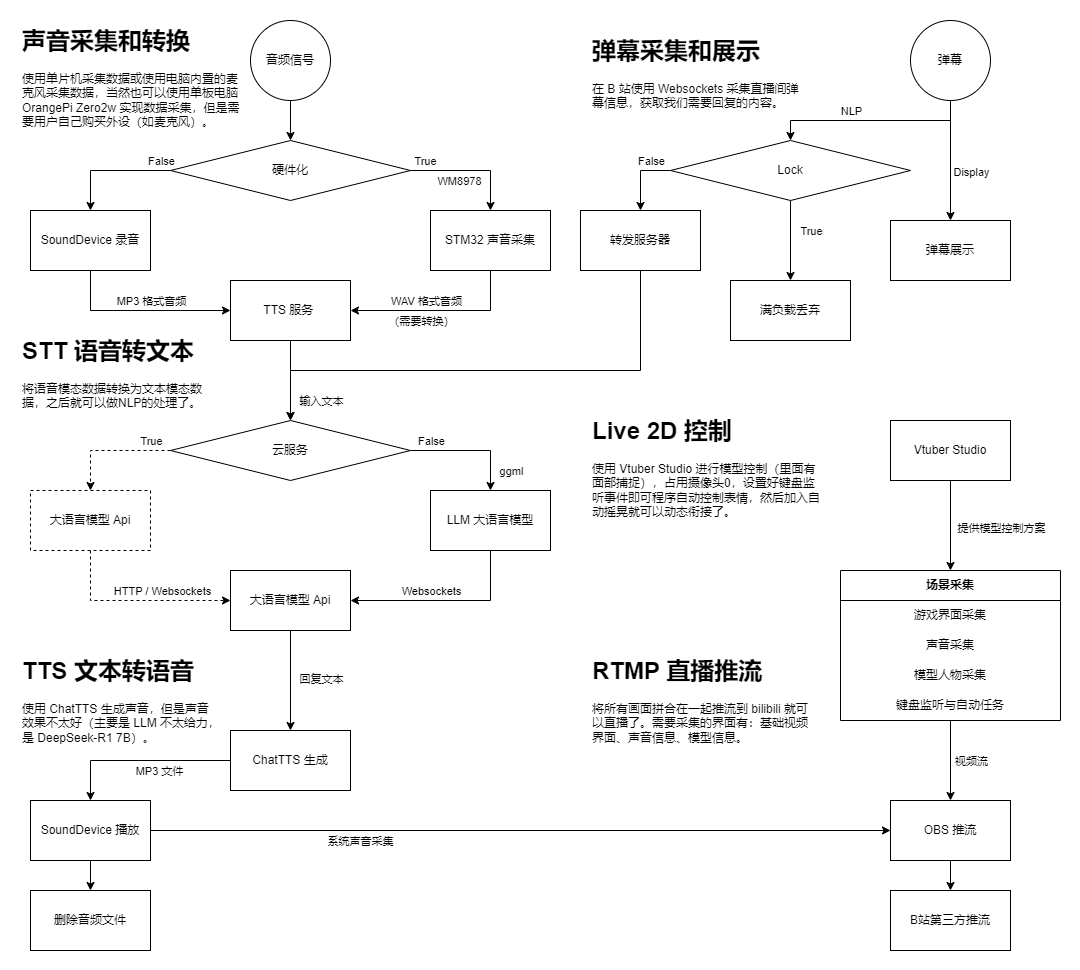 声音采集和转换
使用单片机采集数据或使用电脑内置的麦
克风采集数据，当然也可以使用单板电脑
OrangePi Zero2w 实现数据采集，但是需
要用户自己购买外设（如麦克风）。
音频信号
False
硬件化
True
WM8978
SoundDevice 录音
STM32 声音采集
MP3 格式音频
TTS 服务
WAV 格式音频
（需要转换）
STT 语音转文本
将语音模态数据转换为文本模态数
据，之后就可以做NLP的处理了。
输入文本
True
云服务
False
ggml
大语言模型 Api
LLM 大语言模型
HTTP / Websockets
大语言模型 Api
Websockets
TTS 文本转语音
使用 ChatTTS 生成声音，但是声音
效果不太好（主要是 LLM 不太给力，
是 DeepSeek-R1 7B）。
回复文本
ChatTTS 生成
MP3 文件
SoundDevice 播放
系统声音采集
删除音频文件
弹幕采集和展示
在 B 站使用 Websockets 采集直播间弹
幕信息，获取我们需要回复的内容。
弹幕
NLP
False
Lock
Display
转发服务器
True
弹幕展示
满负载丢弃
Live 2D 控制
使用 Vtuber Studio 进行模型控制（里面有
面部捕捉），占用摄像头0，设置好键盘监
听事件即可程序自动控制表情，然后加入自
动摇晃就可以动态衔接了。
Vtuber Studio
提供模型控制方案
场景采集
游戏界面采集
声音采集
模型人物采集
键盘监听与自动任务
RTMP 直播推流
将所有画面拼合在一起推流到 bilibili 就可
以直播了。需要采集的界面有：基础视频
界面、声音信息、模型信息。
视频流
OBS 推流
B站第三方推流